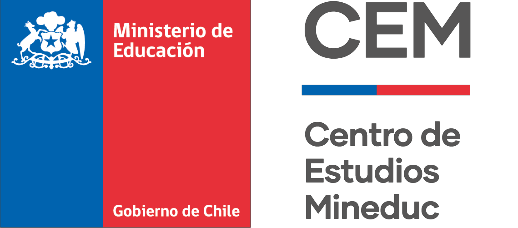 Ministerio de
Educación
Gobierno de Chile
CEM
Centro de
Estudios
Mineduc